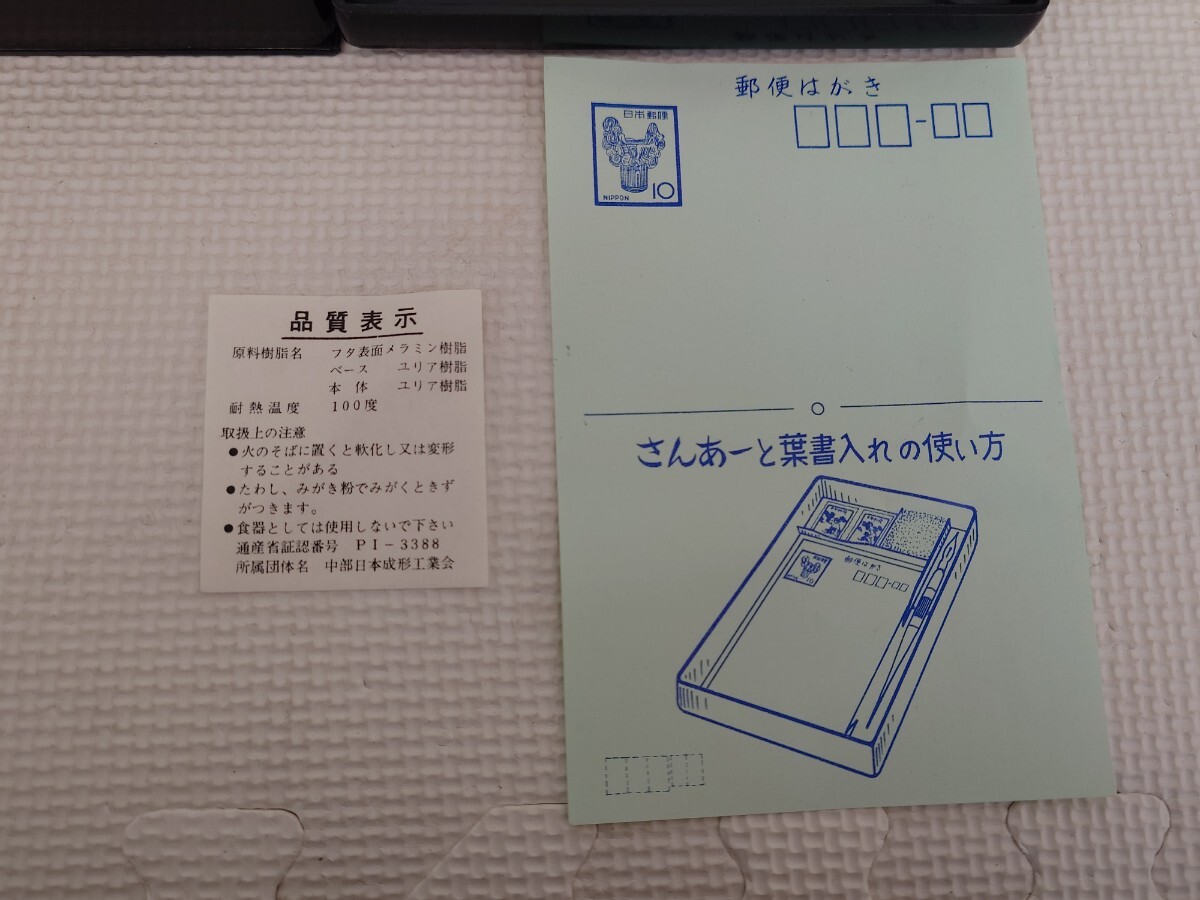 品質表示
原料樹脂名 フタ表面メラミン樹脂
ベース ユリア樹脂
本体 ユリア樹脂
耐熱温度 100度
取扱上の注意
●火のそばに置くと軟化し又は変形
することがある
●たわし、みがき粉でみがくときず
がつきます。
●食器としては使用しないで下さい
通産省証認番号 PI-3388
所属団体名 中部日本成形工業会
郵便はがき
日本郵便
10
NIPPON
さんあーと葉書入れの使い方
郵便はがき
10